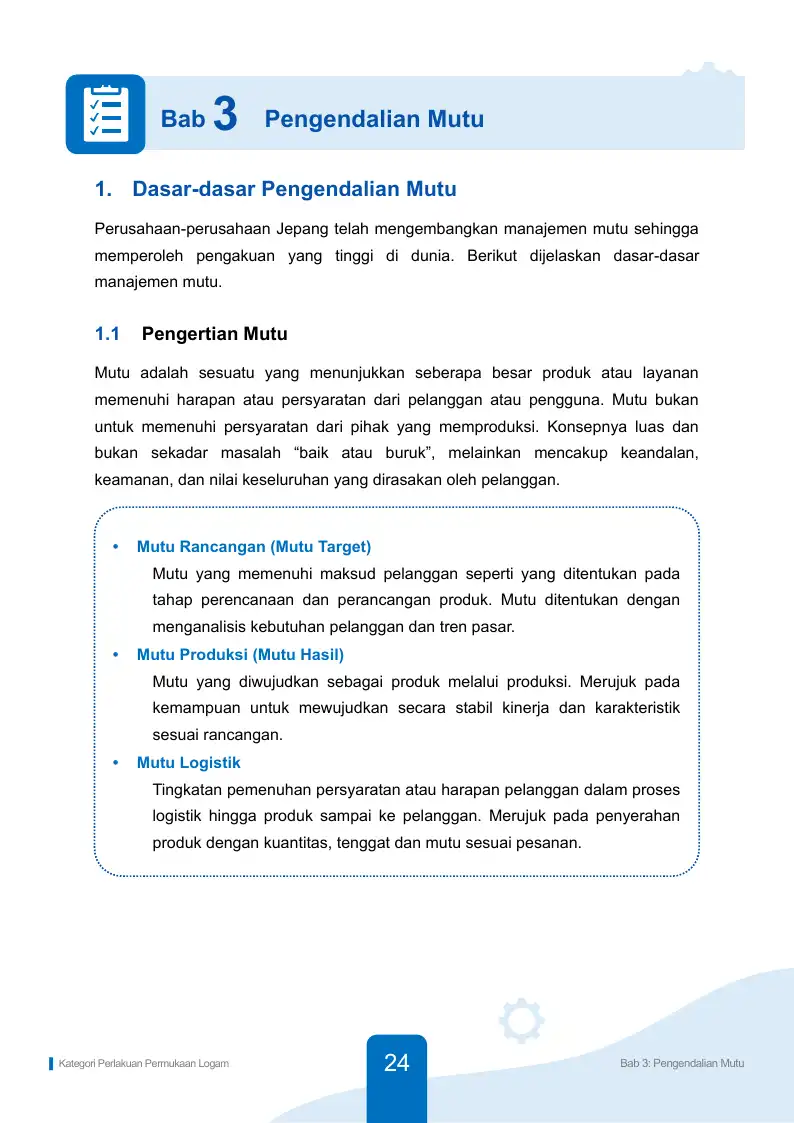 Bab 3 Pengendalian Mutu
1. Dasar-dasar Pengendalian Mutu
Perusahaan-perusahaan Jepang telah mengembangkan manajemen mutu sehingga
memperoleh pengakuan yang tinggi di dunia. Berikut dijelaskan dasar-dasar
manajemen mutu.
1.1 Pengertian Mutu
Mutu adalah sesuatu yang menunjukkan seberapa besar produk atau layanan
memenuhi harapan atau persyaratan dari pelanggan atau pengguna. Mutu bukan
untuk memenuhi persyaratan dari pihak yang memproduksi. Konsepnya luas dan
bukan sekadar masalah “baik atau buruk”, melainkan mencakup keandalan,
keamanan, dan nilai keseluruhan yang dirasakan oleh pelanggan.
• Mutu Rancangan (Mutu Target)
Mutu yang memenuhi maksud pelanggan seperti yang ditentukan pada
tahap perencanaan dan perancangan produk. Mutu ditentukan dengan
menganalisis kebutuhan pelanggan dan tren pasar.
• Mutu Produksi (Mutu Hasil)
Mutu yang diwujudkan sebagai produk melalui produksi. Merujuk pada
kemampuan untuk mewujudkan secara stabil kinerja dan karakteristik
sesuai rancangan.
• Mutu Logistik
Tingkatan pemenuhan persyaratan atau harapan pelanggan dalam proses
logistik hingga produk sampai ke pelanggan. Merujuk pada penyerahan
produk dengan kuantitas, tenggat dan mutu sesuai pesanan.
Kategori Perlakuan Permukaan Logam
24
Bab 3: Pengendalian Mutu